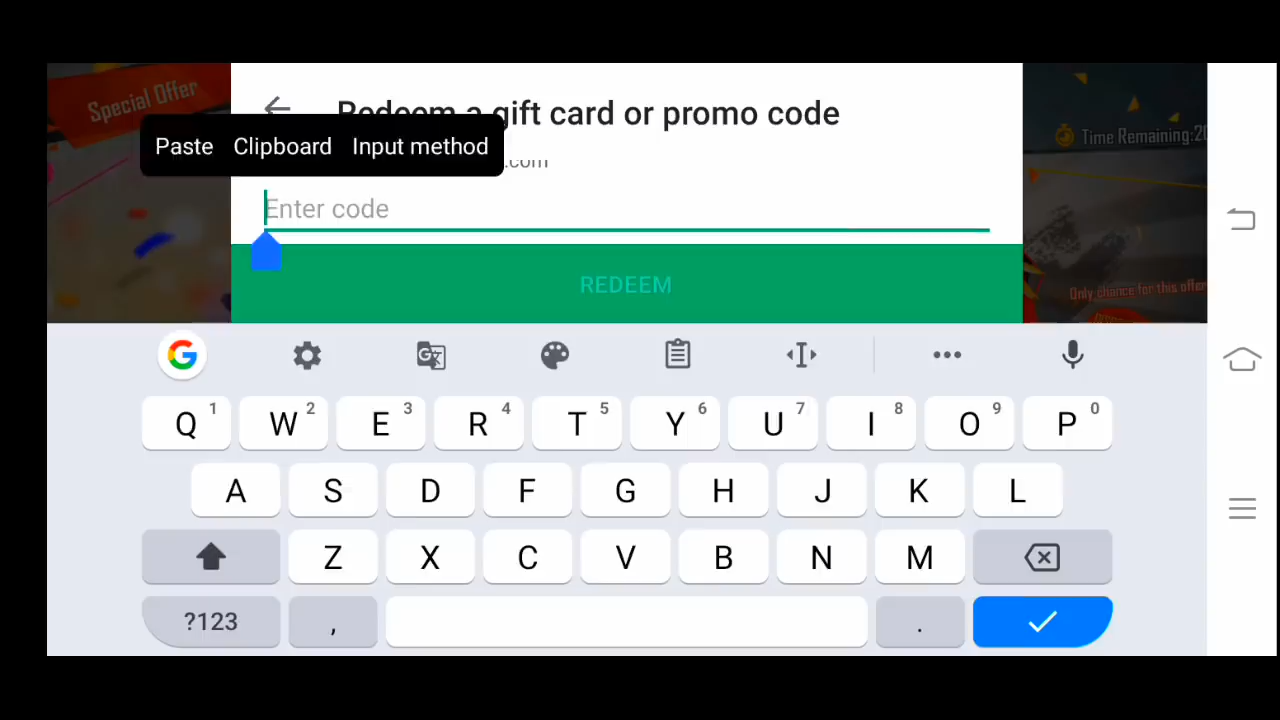 Special Offer
Redeem a gift card or promo code
Time Remaining:20
Paste Clipboard Input method
.com
Enter code
REDEEM
Only chance for this offer
G
Q 1 W 2 E 3 R 4 T 5 Y 6 U 7 I 8 O 9 P 0
A S D F G H J K L
Z X C V B N M
?123 , .